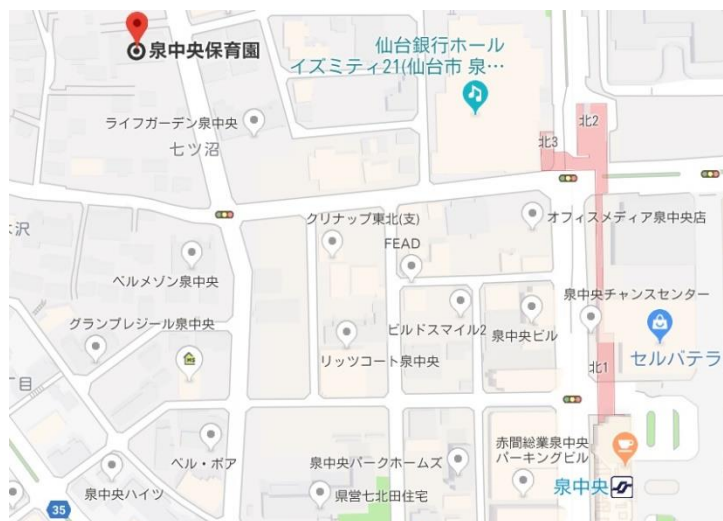 泉中央保育園
仙台銀行ホール
イズミティ21(仙台市 泉…
北2
北3
ライフガーデン泉中央
七ツ沼
クリナップ東北(支)
オフィスメディア泉中央店
沢
FEAD
ベルメゾン泉中央
泉中央チャンスセンター
グランプレジール泉中央
ビルドスマイル2
泉中央ビル
リッツコート泉中央
セルバテラ
北1
丁目
ベル・ボア
泉中央パークホームズ
赤間総業泉中央
パーキングビル
泉中央ハイツ
県営七北田住宅
泉中央
35